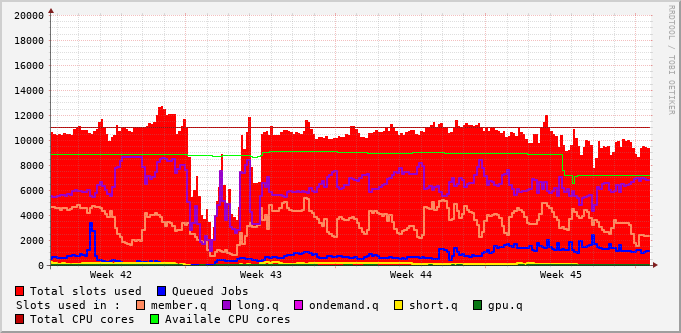 RRDTOOL / TOBI OETIKER
20000
18000
16000
14000
12000
10000
8000
6000
4000
2000
0
Week 42 Week 43 Week 44 Week 45
Total slots used Queued Jobs
Slots used in : member.q long.q ondemand.q short.q gpu.q
Total CPU cores Availale CPU cores